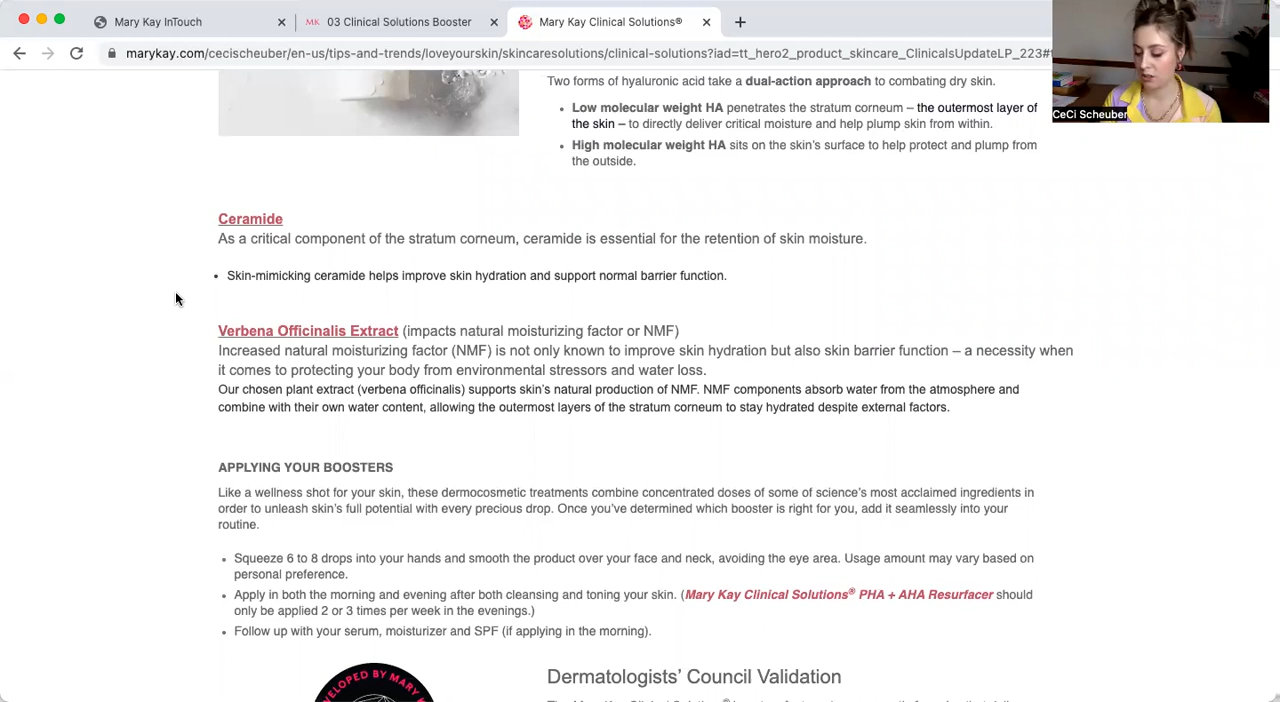 Mary Kay InTouch
MK 03 Clinical Solutions Booster
Mary Kay Clinical Solutions®
marykay.com/cecischeuber/en-us/tips-and-trends/loveyourskin/skincaresolutions/clinical-solutions?iad=tt_hero2_product_skincare_ClinicalsUpdateLP_223#
CeCi Scheuber
Two forms of hyaluronic acid take a dual-action approach to combating dry skin.
• Low molecular weight HA penetrates the stratum corneum – the outermost layer of
the skin – to directly deliver critical moisture and help plump skin from within.
• High molecular weight HA sits on the skin's surface to help protect and plump from
the outside.
Ceramide
As a critical component of the stratum corneum, ceramide is essential for the retention of skin moisture.
• Skin-mimicking ceramide helps improve skin hydration and support normal barrier function.
Verbena Officinalis Extract (impacts natural moisturizing factor or NMF)
Increased natural moisturizing factor (NMF) is not only known to improve skin hydration but also skin barrier function – a necessity when
it comes to protecting your body from environmental stressors and water loss.
Our chosen plant extract (verbena officinalis) supports skin's natural production of NMF. NMF components absorb water from the atmosphere and
combine with their own water content, allowing the outermost layers of the stratum corneum to stay hydrated despite external factors.
APPLYING YOUR BOOSTERS
Like a wellness shot for your skin, these dermocosmetic treatments combine concentrated doses of some of science's most acclaimed ingredients in
order to unleash skin's full potential with every precious drop. Once you've determined which booster is right for you, add it seamlessly into your
routine.
• Squeeze 6 to 8 drops into your hands and smooth the product over your face and neck, avoiding the eye area. Usage amount may vary based on
personal preference.
• Apply in both the morning and evening after both cleansing and toning your skin. (Mary Kay Clinical Solutions® PHA + AHA Resurfacer should
only be applied 2 or 3 times per week in the evenings.)
• Follow up with your serum, moisturizer and SPF (if applying in the morning).
Dermatologists' Council Validation